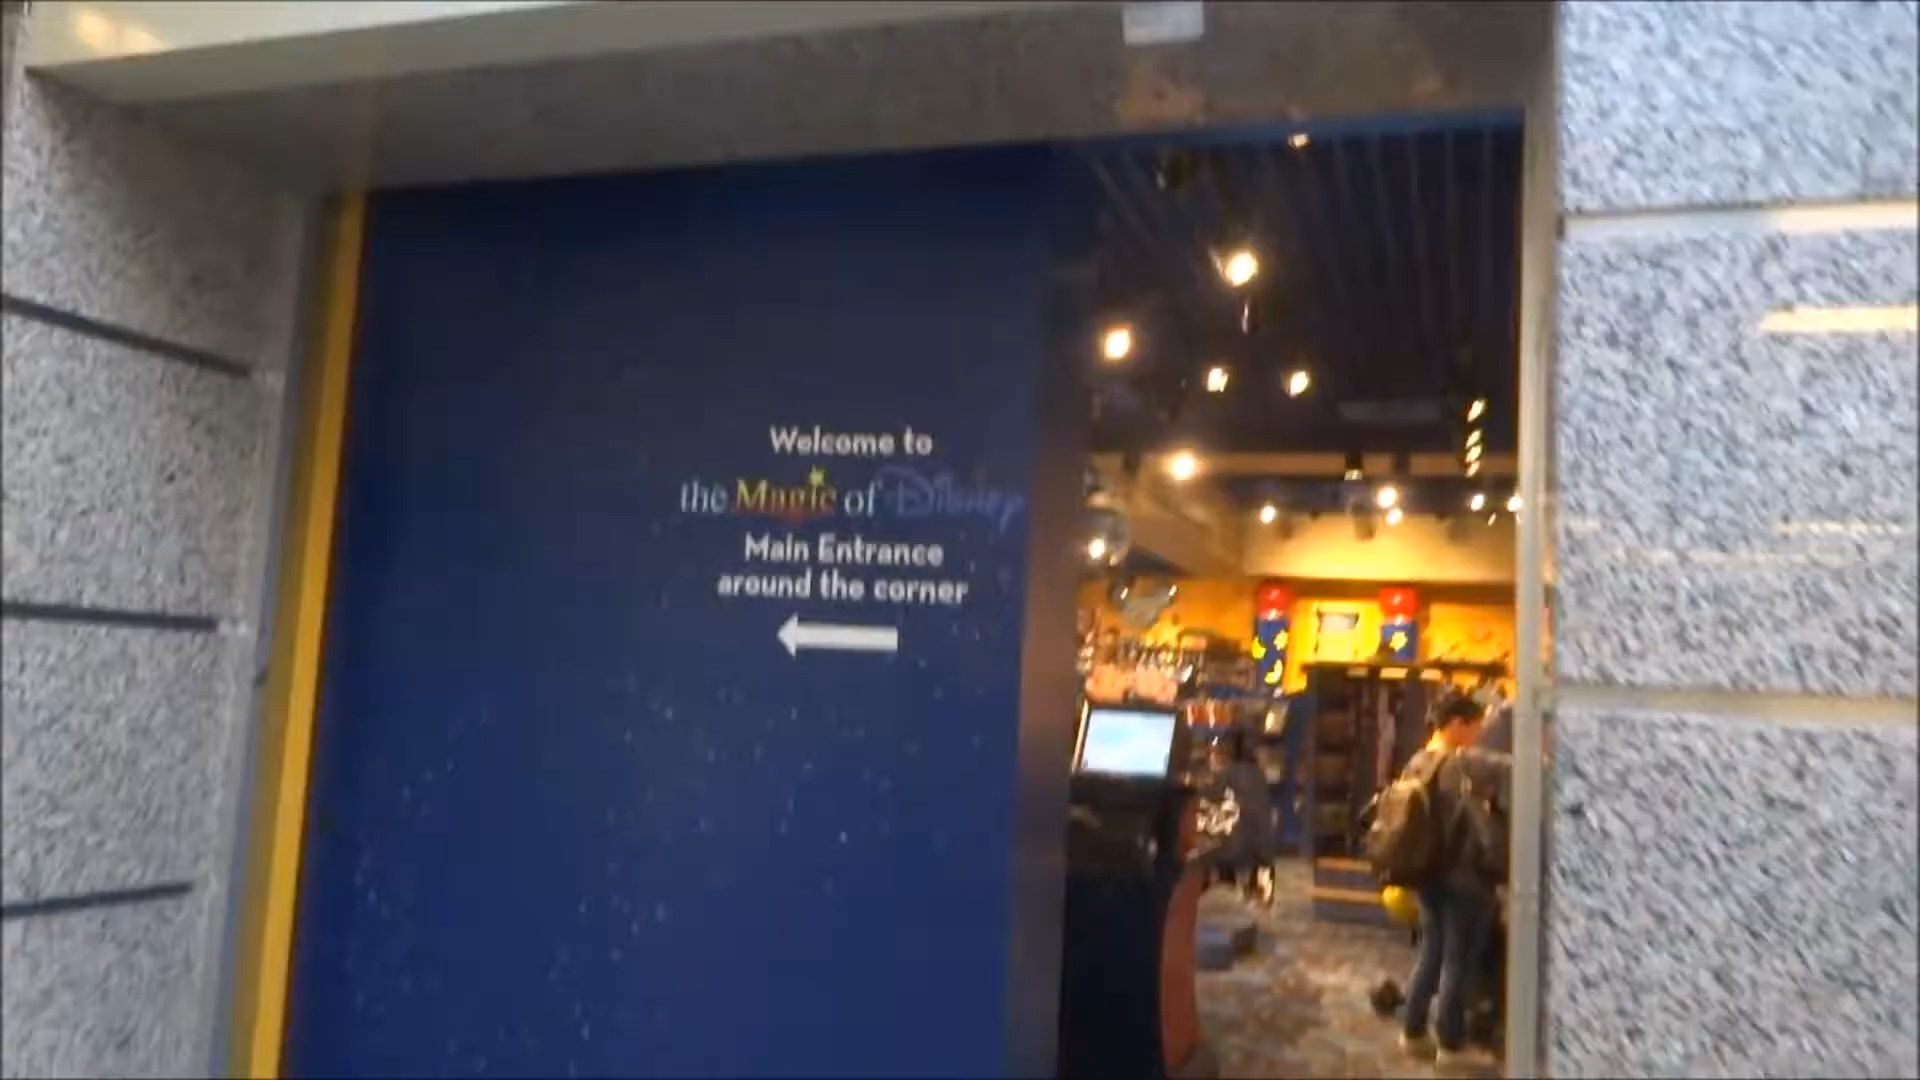 Welcome to
the Magic of Disney
Main Entrance
around the corner